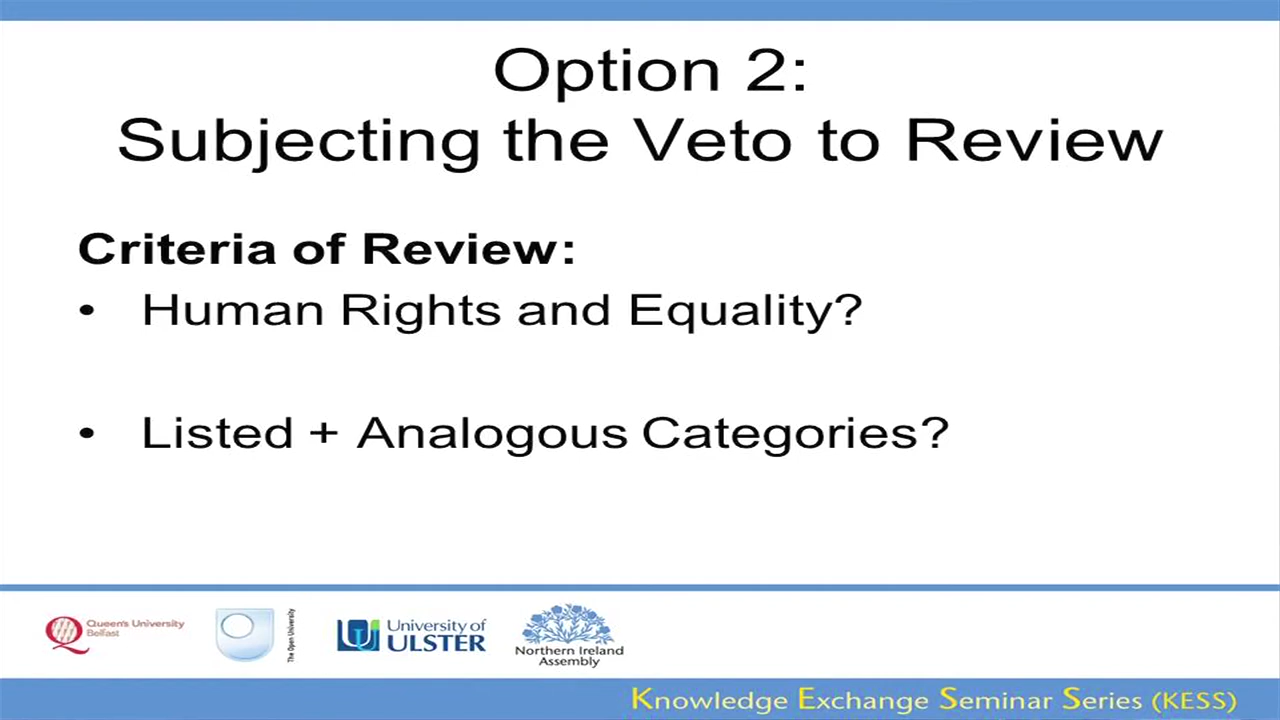 Option 2:
Subjecting the Veto to Review
Criteria of Review:
• Human Rights and Equality?
• Listed + Analogous Categories?
Queen's University
Belfast
The Open University
University of
ULSTER
Northern Ireland
Assembly
Knowledge Exchange Seminar Series (KESS)